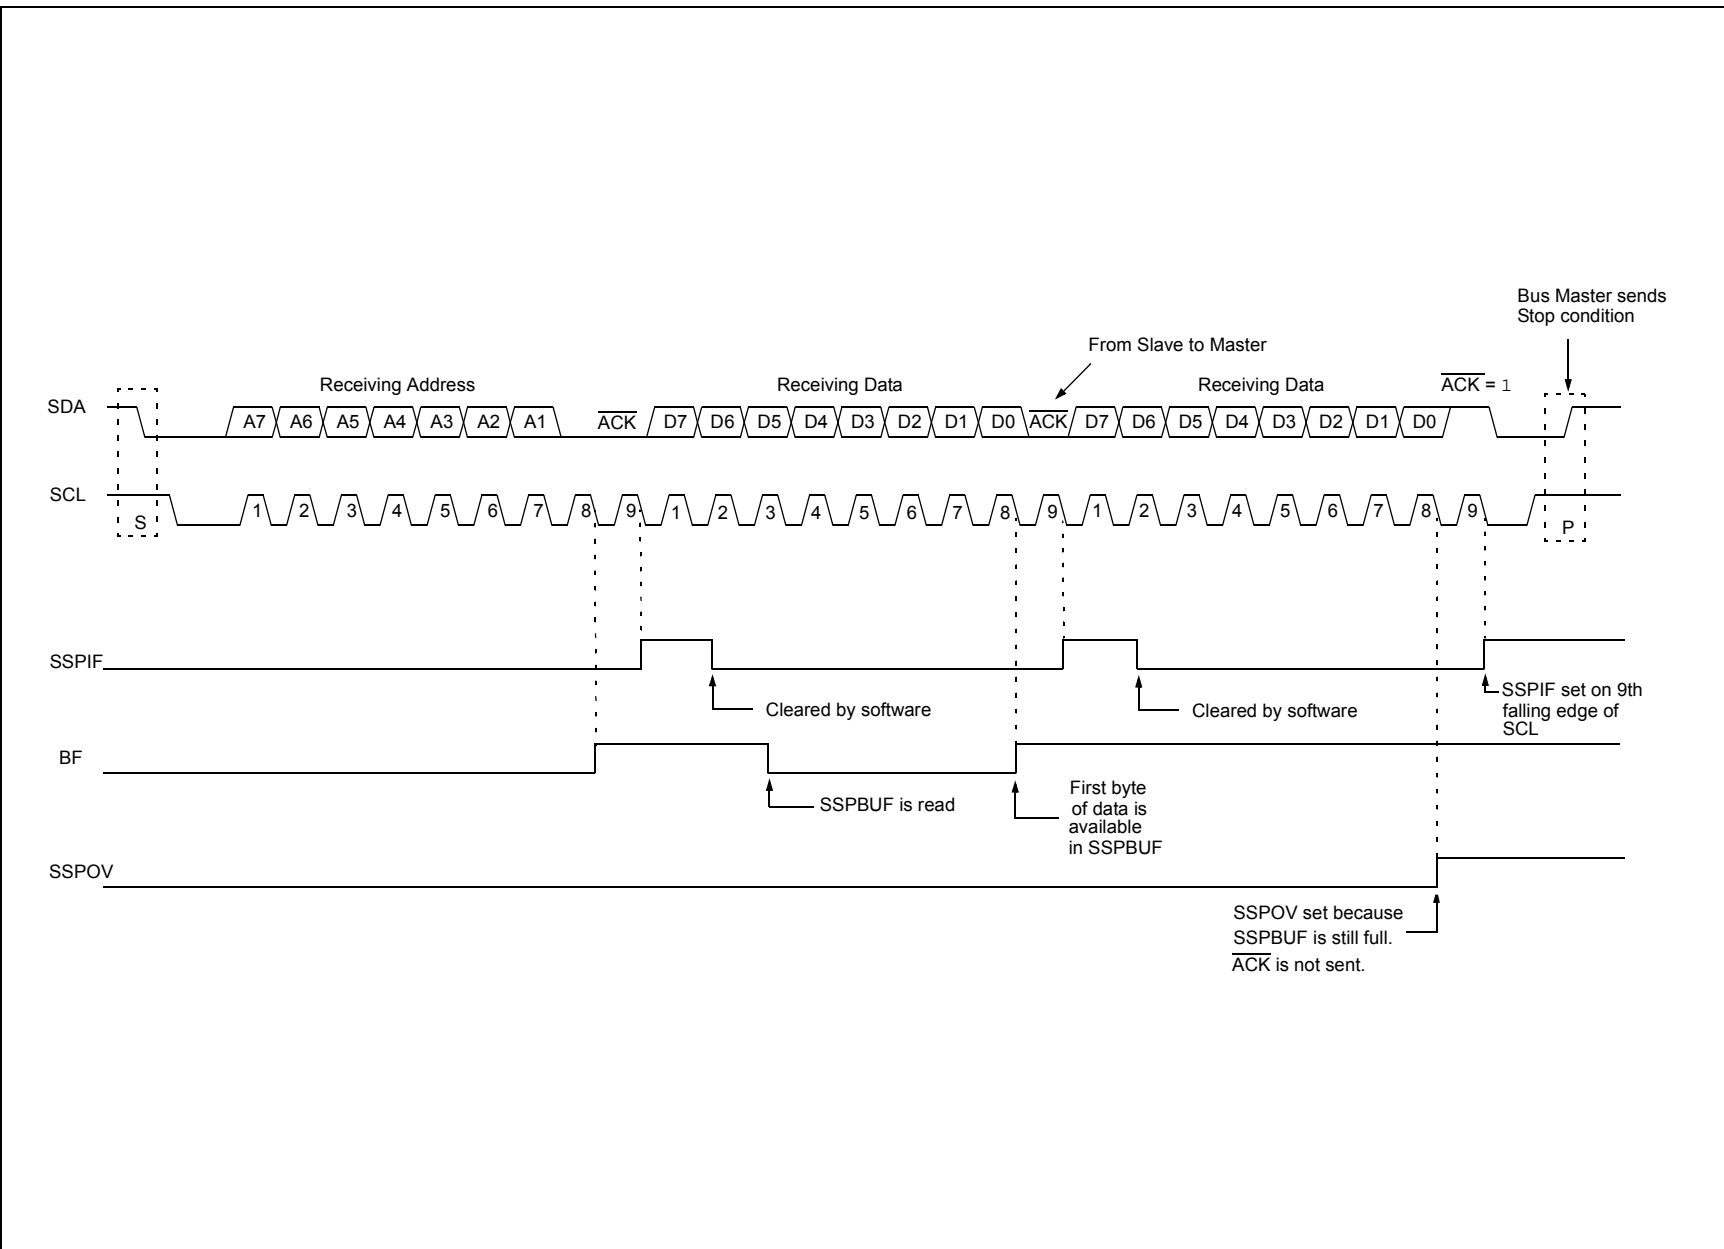 Bus Master sends
Stop condition
From Slave to Master
Receiving Address
Receiving Data
Receiving Data
ACK = 1
SDA
A7 A6 A5 A4 A3 A2 A1 ACK D7 D6 D5 D4 D3 D2 D1 D0 ACK D7 D6 D5 D4 D3 D2 D1 D0
SCL
S 1 2 3 4 5 6 7 8 9 1 2 3 4 5 6 7 8 9 1 2 3 4 5 6 7 8 9 P
SSPIF
Cleared by software
Cleared by software
SSPIF set on 9th
falling edge of
SCL
BF
SSPBUF is read
First byte
of data is
available
in SSPBUF
SSPOV
SSPOV set because
SSPBUF is still full.
ACK is not sent.